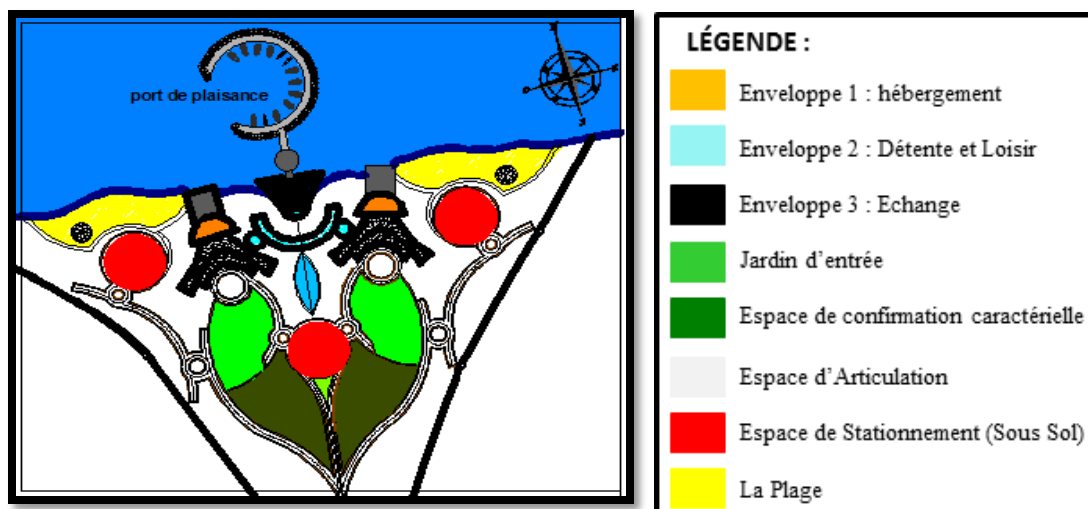 port de plaisance
LÉGENDE :
Enveloppe 1 : hébergement
Enveloppe 2 : Détente et Loisir
Enveloppe 3 : Echange
Jardin d'entrée
Espace de confirmation caractérielle
Espace d'Articulation
Espace de Stationnement (Sous Sol)
La Plage